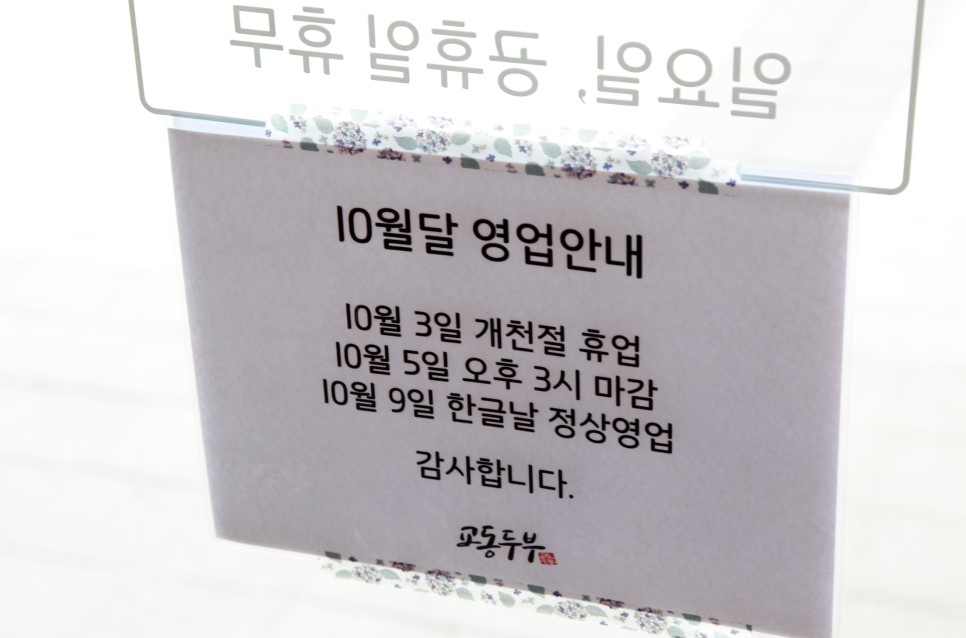 일요일, 공휴일 휴무
10월달 영업안내
10월 3일 개천절 휴업
10월 5일 오후 3시 마감
10월 9일 한글날 정상영업
감사합니다.
교동두부